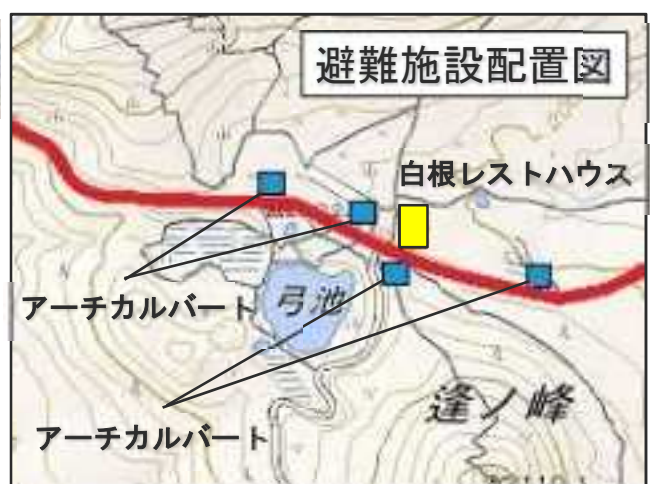 避難施設配置図
白根レストハウス
アーチカルバート
弓池
逢ノ峰
アーチカルバート